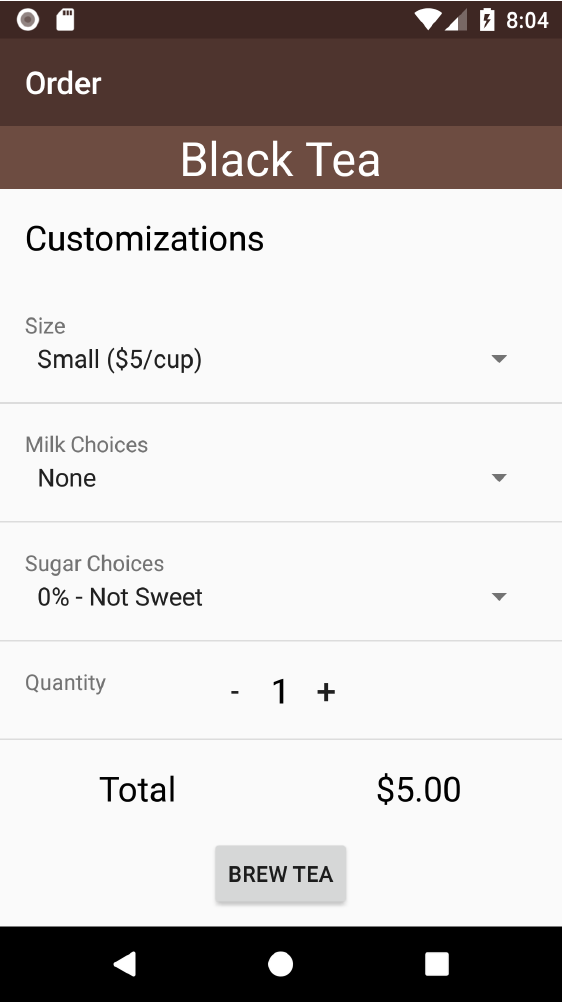 8:04
Order
Black Tea
Customizations
Size
Small ($5/cup)
Milk Choices
None
Sugar Choices
0% - Not Sweet
Quantity - 1 +
Total $5.00
BREW TEA